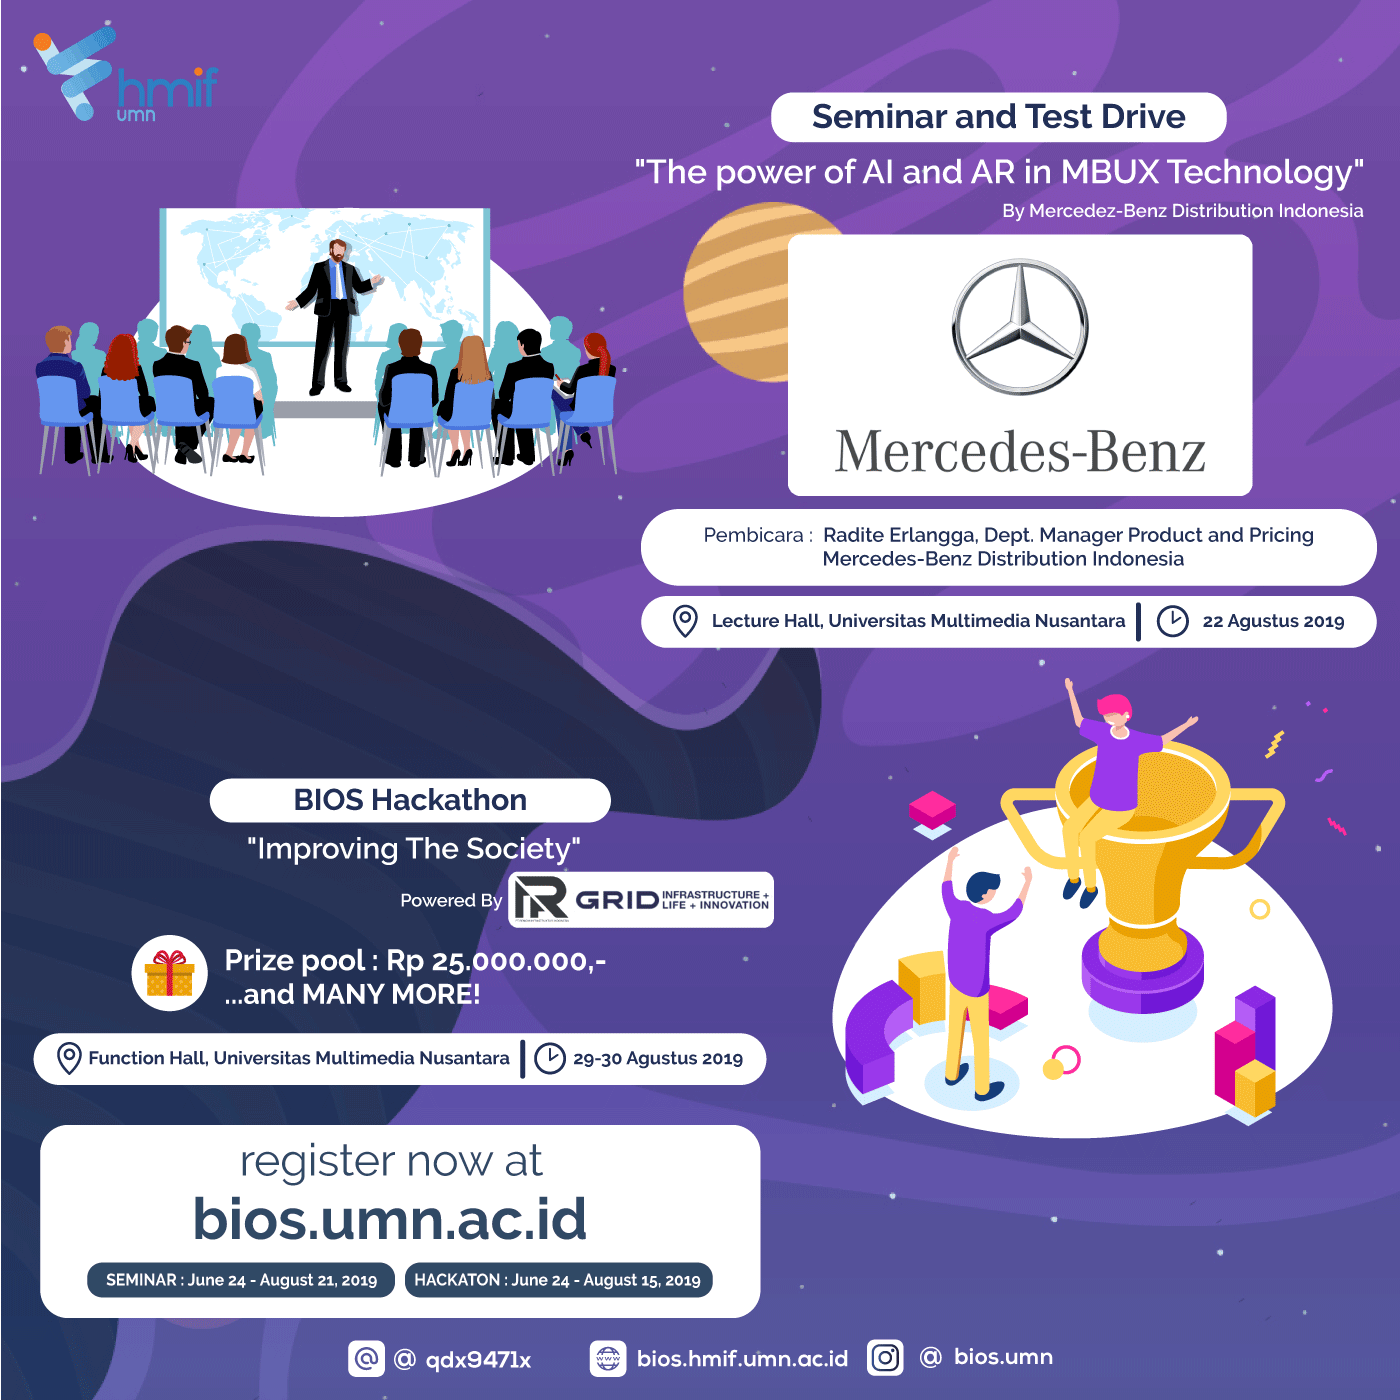 hmif
umn
Seminar and Test Drive
"The power of AI and AR in MBUX Technology"
By Mercedez-Benz Distribution Indonesia
Mercedes-Benz
Pembicara : Radite Erlangga, Dept. Manager Product and Pricing
Mercedes-Benz Distribution Indonesia
Lecture Hall, Universitas Multimedia Nusantara | 22 Agustus 2019
BIOS Hackathon
"Improving The Society"
Powered By GRID INFRASTRUCTURE +
LIFE + INNOVATION
Prize pool : Rp 25.000.000,-
...and MANY MORE!
Function Hall, Universitas Multimedia Nusantara | 29-30 Agustus 2019
register now at
bios.umn.ac.id
SEMINAR : June 24 - August 21, 2019 HACKATON : June 24 - August 15, 2019
@ qdx9471x bios.hmif.umn.ac.id @ bios.umn